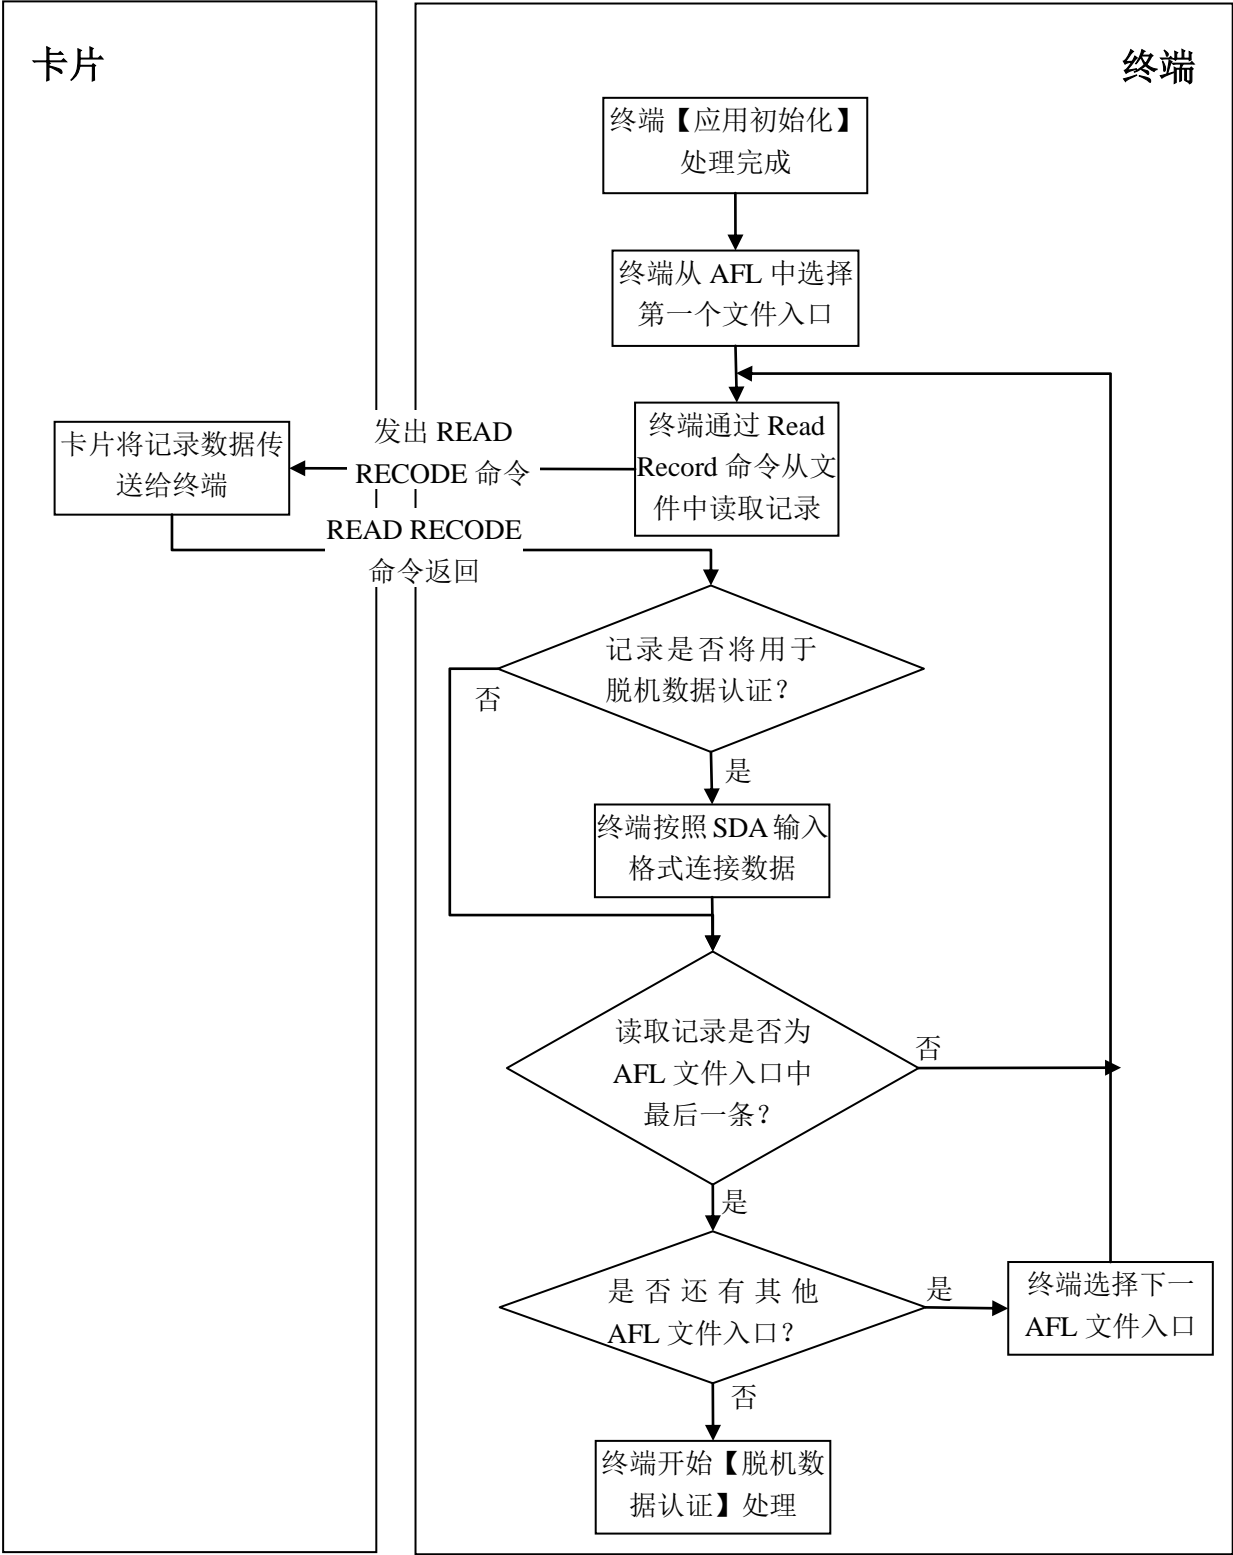 卡片
终端
终端【应用初始化】
处理完成
终端从 AFL 中选择
第一个文件入口
终端通过 Read
Record 命令从文
件中读取记录
发出 READ
RECODE 命令
卡片将记录数据传
送给终端
READ RECODE
命令返回
记录是否将用于
脱机数据认证？
否
是
终端按照 SDA 输入
格式连接数据
读取记录是否为
AFL 文件入口中
最后一条？
否
是
是否还有其他
AFL 文件入口？
是
终端选择下一
AFL 文件入口
否
终端开始【脱机数
据认证】处理